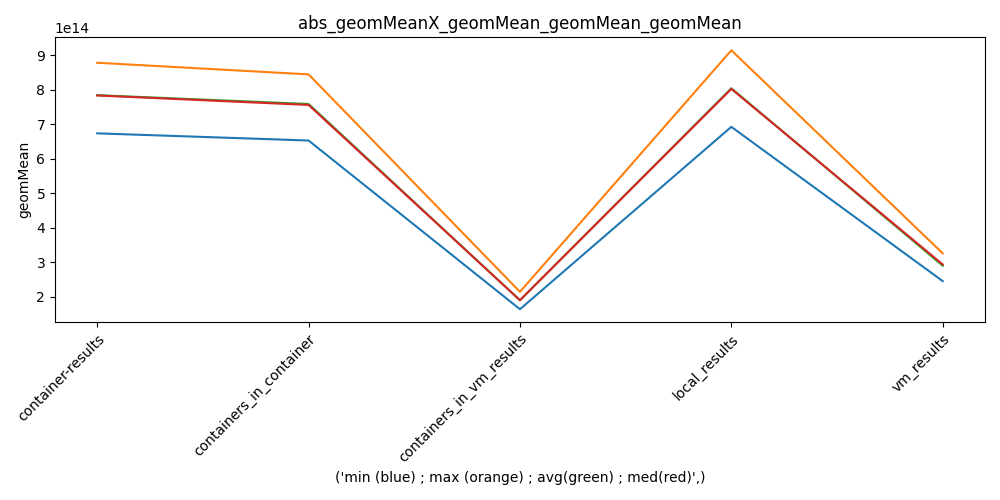 abs_geomMeanX_geomMean_geomMean_geomMean
1e14
9
8
7
6
5
4
3
2
geomMean
container-results
containers_in_container
containers_in_vm_results
local_results
vm_results
('min (blue) ; max (orange) ; avg(green) ; med(red)',)